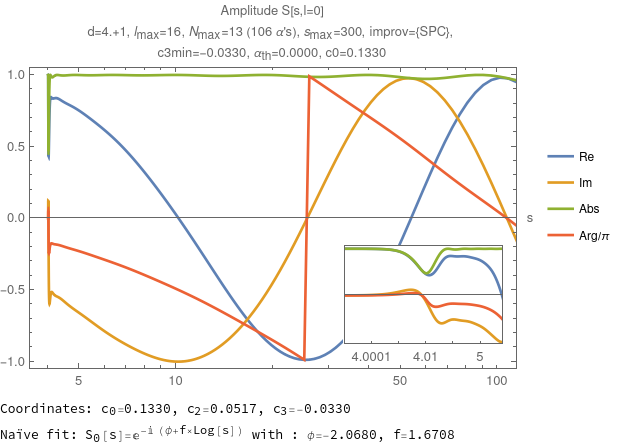 Amplitude S[s,l=0]
d=4.+1, lmax=16, Nmax=13 (106 α's), smax=300, improv={SPC},
c3min=-0.0330, αth=0.0000, c0=0.1330
1.0
0.5
0.0
-0.5
-1.0
5
10
50
100
s
Re
Im
Abs
Arg/π
4.0001
4.01
5
Coordinates: c0=0.1330, c2=0.0517, c3=-0.0330
Naïve fit: S0[s]=e^-i (ϕ+f×Log[s]) with : ϕ=-2.0680, f=1.6708